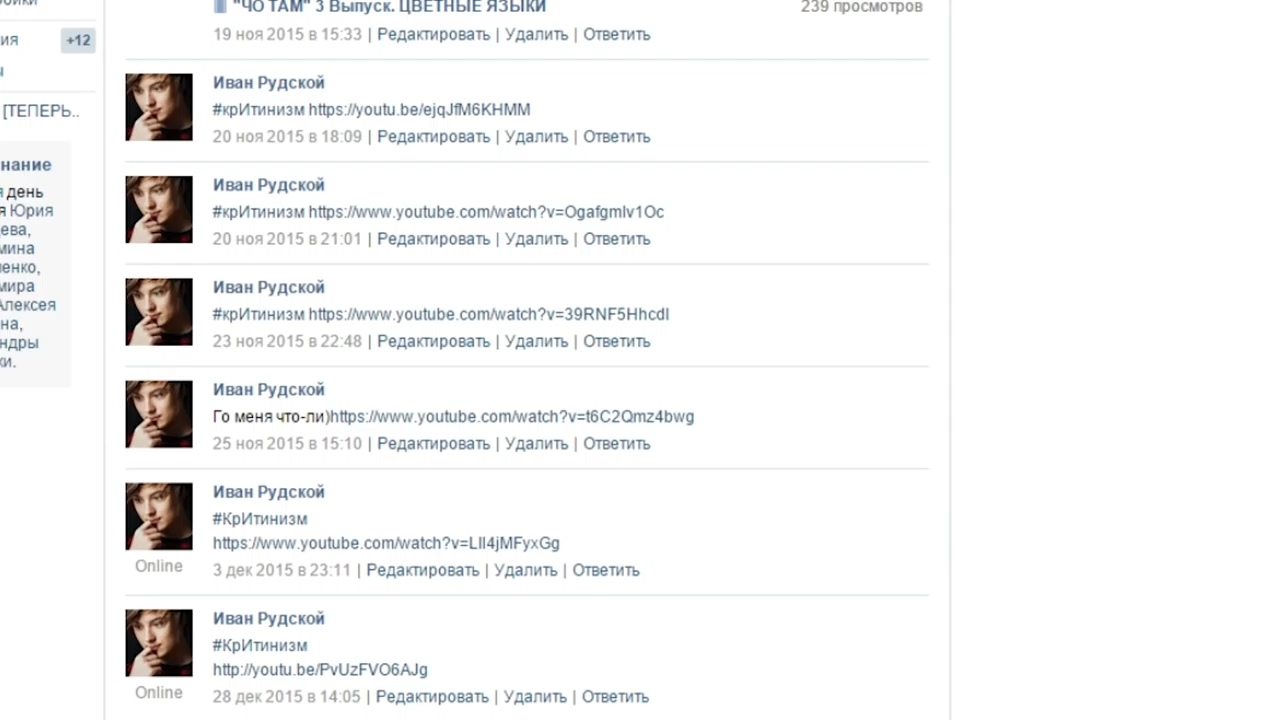 +12
[ТЕПЕРЬ..
день
Юрия
Алексея
"ЧО ТАМ" 3 Выпуск. ЦВЕТНЫЕ ЯЗЫКИ
239 просмотров
19 ноя 2015 в 15:33 | Редактировать | Удалить | Ответить
Иван Рудской
#крИтинизм https://youtu.be/ejqJfM6KHMM
20 ноя 2015 в 18:09 | Редактировать | Удалить | Ответить
Иван Рудской
#крИтинизм https://www.youtube.com/watch?v=Ogafgmlv1Oc
20 ноя 2015 в 21:01 | Редактировать | Удалить | Ответить
Иван Рудской
#крИтинизм https://www.youtube.com/watch?v=39RNF5HhcdI
23 ноя 2015 в 22:48 | Редактировать | Удалить | Ответить
Иван Рудской
Го меня что-ли)https://www.youtube.com/watch?v=t6C2Qmz4bwg
25 ноя 2015 в 15:10 | Редактировать | Удалить | Ответить
Иван Рудской
#КрИтинизм
https://www.youtube.com/watch?v=LlI4jMFyxGg
Online
3 дек 2015 в 23:11 | Редактировать | Удалить | Ответить
Иван Рудской
#КрИтинизм
http://youtu.be/PvUzFVO6AJg
Online
28 дек 2015 в 14:05 | Редактировать | Удалить | Ответить